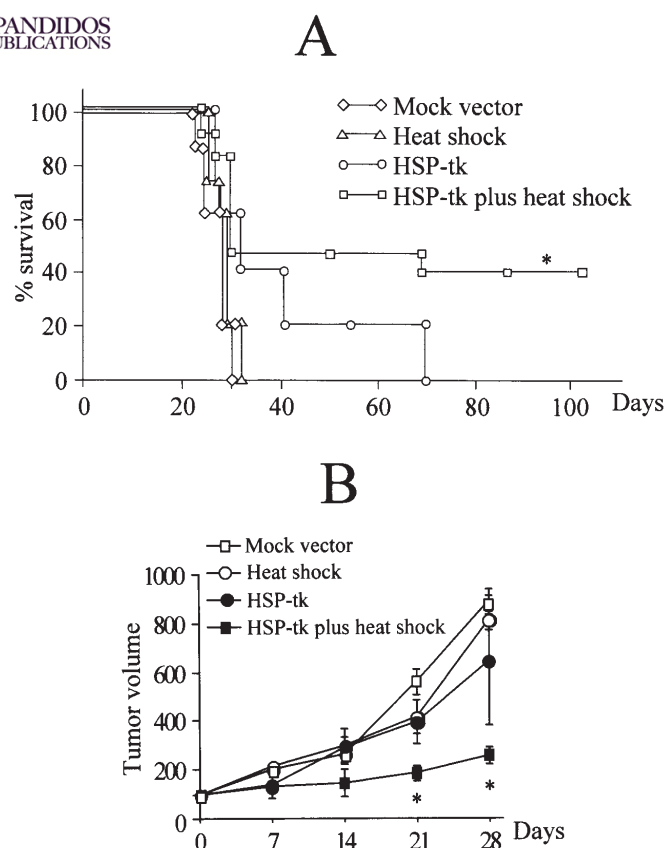 PANDIDOS
UBLICATIONS
A
100
80
60
40
20
0
% survival
Mock vector
Heat shock
HSP-tk
HSP-tk plus heat shock
*
0 20 40 60 80 100 Days
B
Mock vector
Heat shock
HSP-tk
HSP-tk plus heat shock
1000
800
600
400
200
0
Tumor volume
* *
0 7 14 21 28 Days